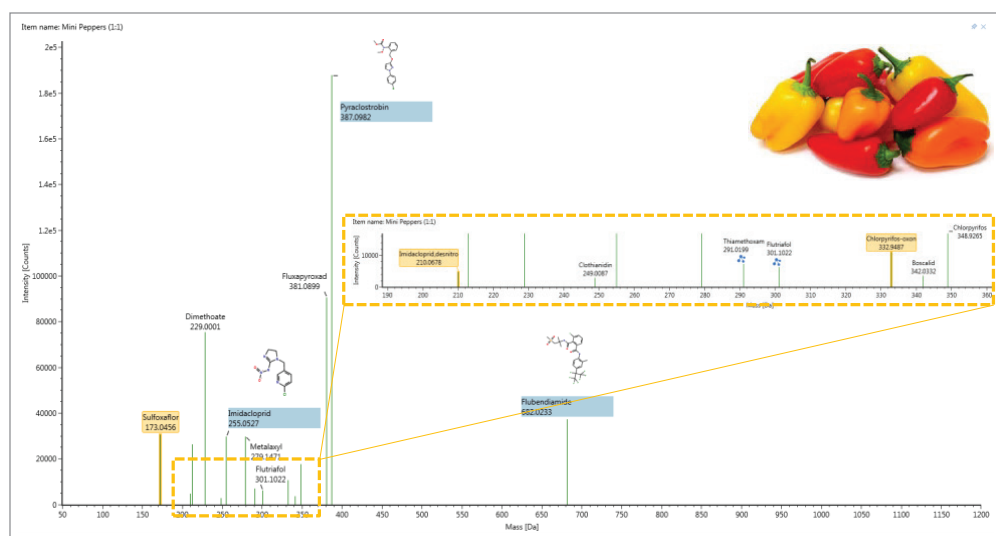 Item name: Mini Peppers (1:1)
2e5
1.8e5
1.6e5
1.4e5
1.2e5
100000
80000
60000
40000
20000
0
Intensity [Counts]
Pyraclostrobin
387.0982
Fluxapyroxad
381.0899
Dimethoate
229.0001
Sulfoxaflor
173.0456
Imidacloprid
255.0527
Metalaxyl
279.1471
Flutriafol
301.1022
Flubendiamide
682.0233
Item name: Mini Peppers (1:1)
Intensity [Counts]
10000
0
Imidacloprid,desnitro
210.0678
Clothianidin
249.0087
Thiamethoxam
291.0199
Flutriafol
301.1022
Chlorpyrifos-oxon
332.9487
Boscalid
342.0332
Chlorpyrifos
348.9265
190 200 210 220 230 240 250 260 270 280 290 300 310 320 330 340 350 360
Mass [Da]
50 100 150 200 250 300 350 400 450 500 550 600 650 700 750 800 850 900 950 1000 1050 1100 1150 1200
Mass [Da]